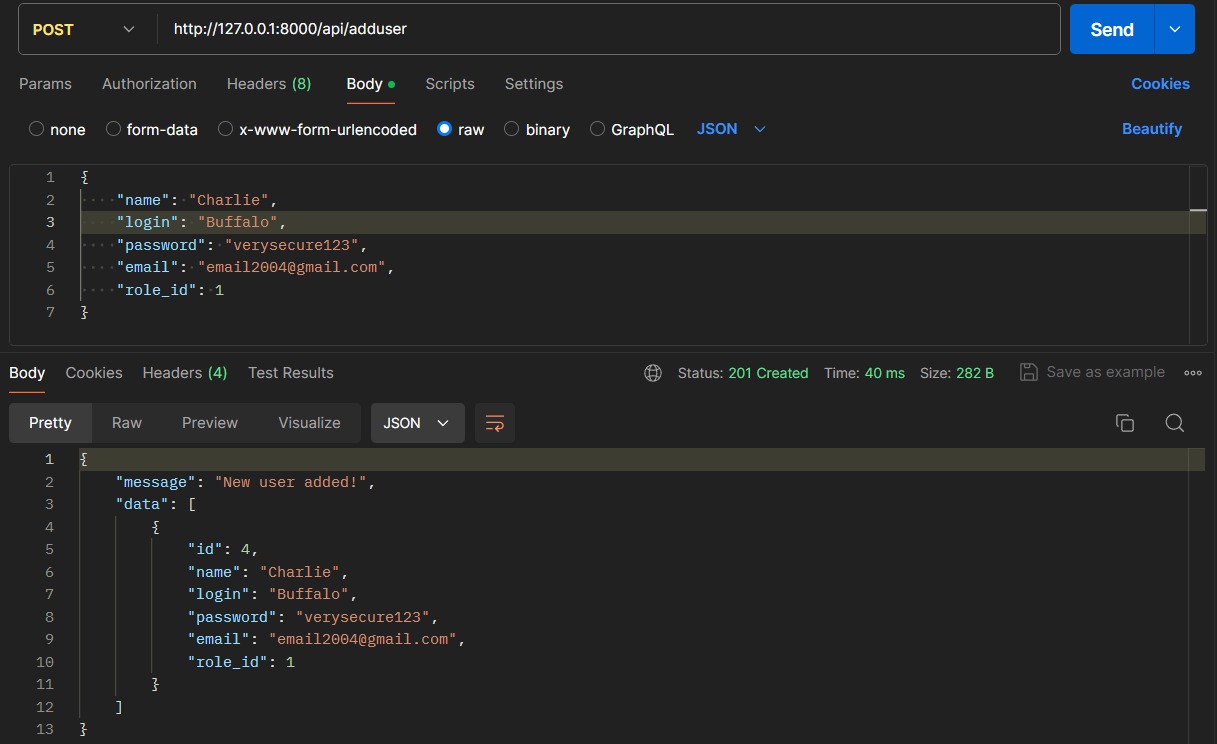 POST http://127.0.0.1:8000/api/adduser Send
Params Authorization Headers (8) Body Scripts Settings Cookies
none form-data x-www-form-urlencoded raw binary GraphQL JSON Beautify
1 {
2 "name": "Charlie",
3 "login": "Buffalo",
4 "password": "verysecure123",
5 "email": "email2004@gmail.com",
6 "role_id": 1
7 }
Body Cookies Headers (4) Test Results Status: 201 Created Time: 40 ms Size: 282 B Save as example
Pretty Raw Preview Visualize JSON
1 {
2 "message": "New user added!",
3 "data": [
4 {
5 "id": 4,
6 "name": "Charlie",
7 "login": "Buffalo",
8 "password": "verysecure123",
9 "email": "email2004@gmail.com",
10 "role_id": 1
11 }
12 ]
13 }